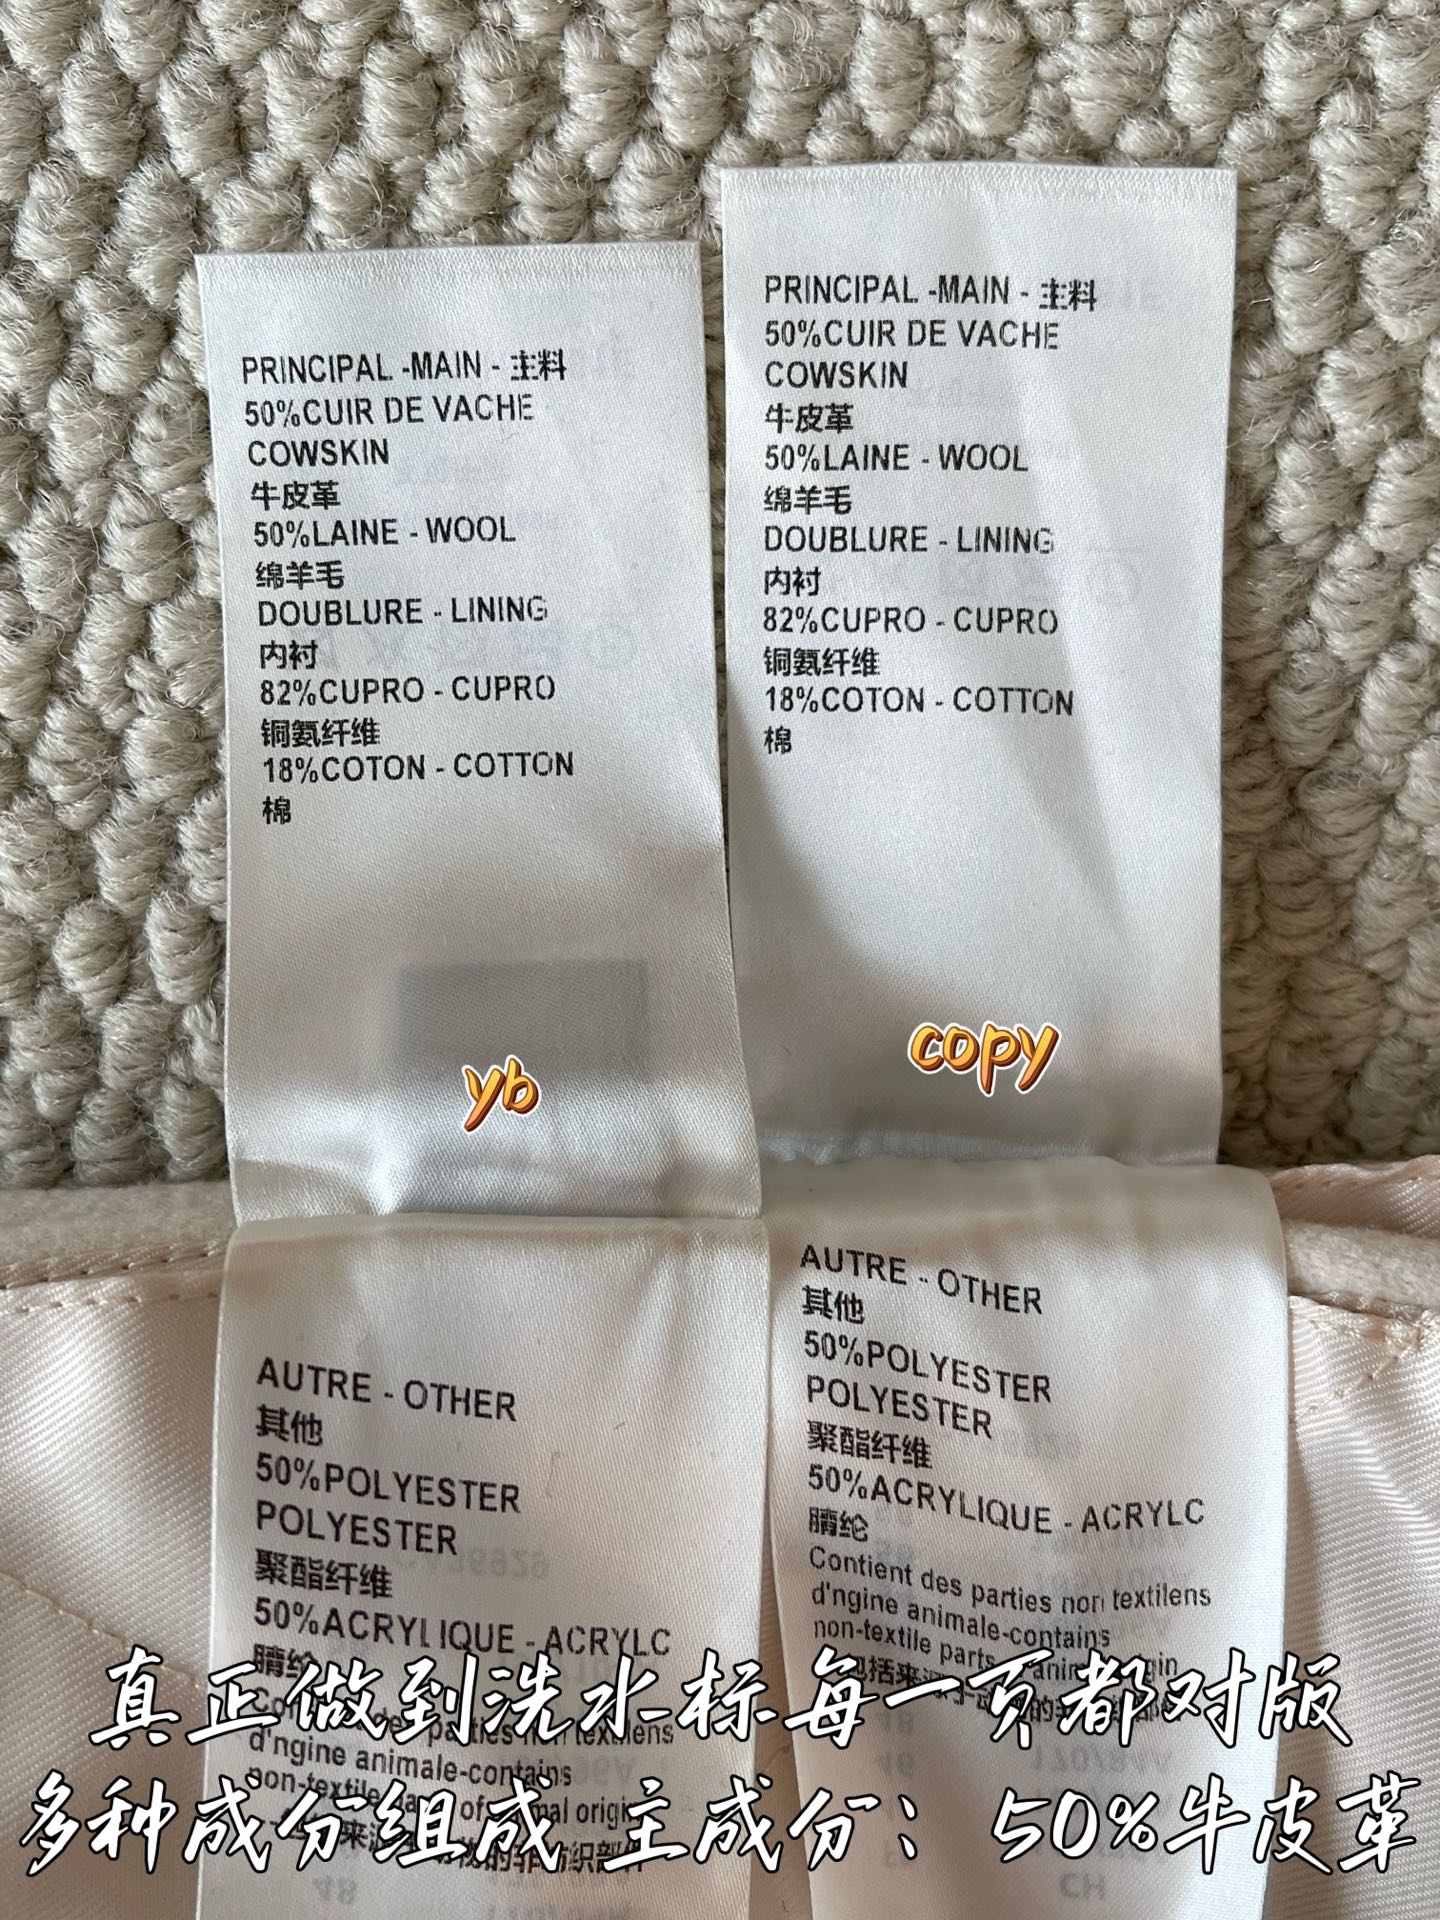 PRINCIPAL -MAIN - 主料
50%CUIR DE VACHE
COWSKIN
牛皮革
50%LAINE - WOOL
绵羊毛
DOUBLURE - LINING
内衬
82%CUPRO - CUPRO
铜氨纤维
18%COTON - COTTON
棉
yb
PRINCIPAL -MAIN - 主料
50%CUIR DE VACHE
COWSKIN
牛皮革
50%LAINE - WOOL
绵羊毛
DOUBLURE - LINING
内衬
82%CUPRO - CUPRO
铜氨纤维
18%COTON - COTTON
棉
copy
AUTRE - OTHER
其他
50%POLYESTER
POLYESTER
聚酯纤维
50%ACRYLIQUE - ACRYLC
腈纶
d'ngine animale-contains
non-textile
AUTRE - OTHER
其他
50%POLYESTER
POLYESTER
聚酯纤维
50%ACRYLIQUE - ACRYLC
腈纶
Contient des parties non textilens
d'ngine animale-contains
non-textile parts
真正做到洗水标每一页都对版
多种成分组成 主成分：50%牛皮革